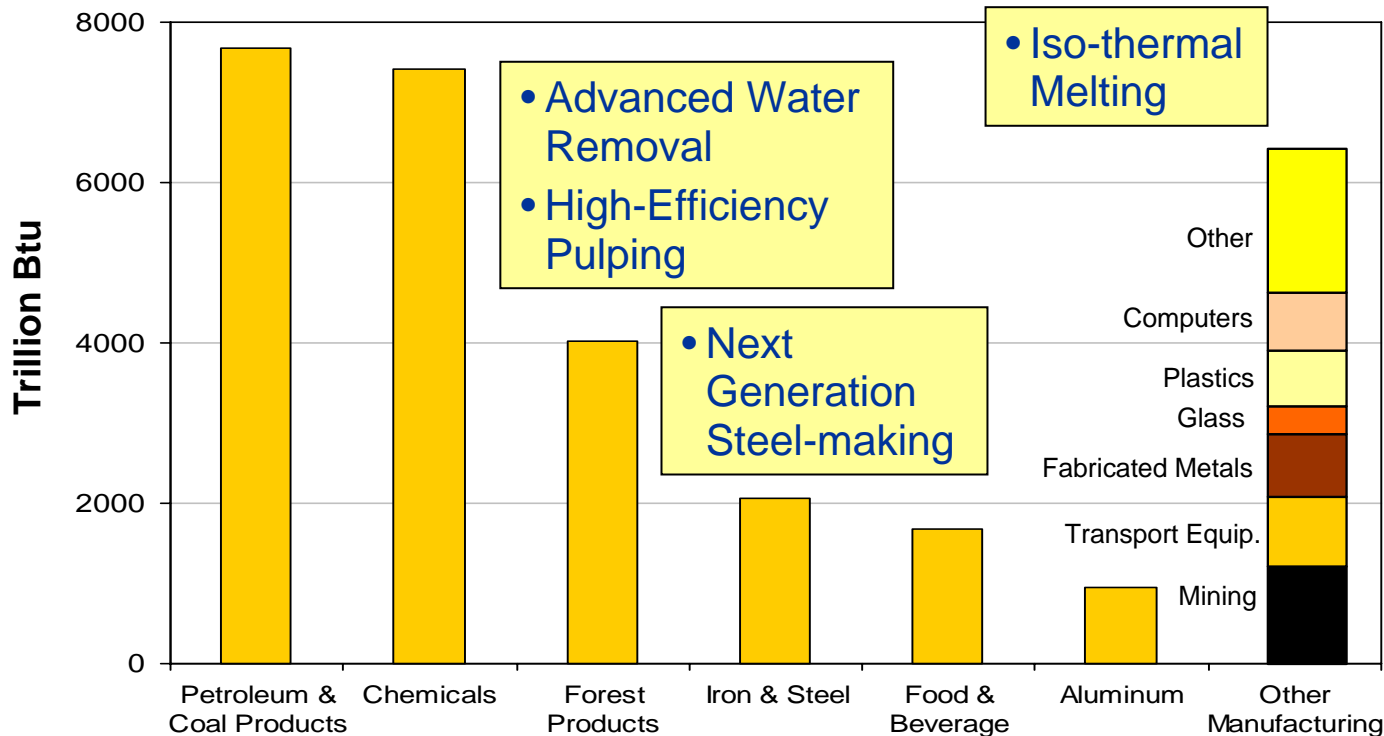 Trillion Btu
8000
6000
4000
2000
0
• Advanced Water
Removal
• High-Efficiency
Pulping
• Next
Generation
Steel-making
• Iso-thermal
Melting
Other
Computers
Plastics
Glass
Fabricated Metals
Transport Equip.
Mining
Petroleum &
Coal Products
Chemicals
Forest
Products
Iron & Steel
Food &
Beverage
Aluminum
Other
Manufacturing